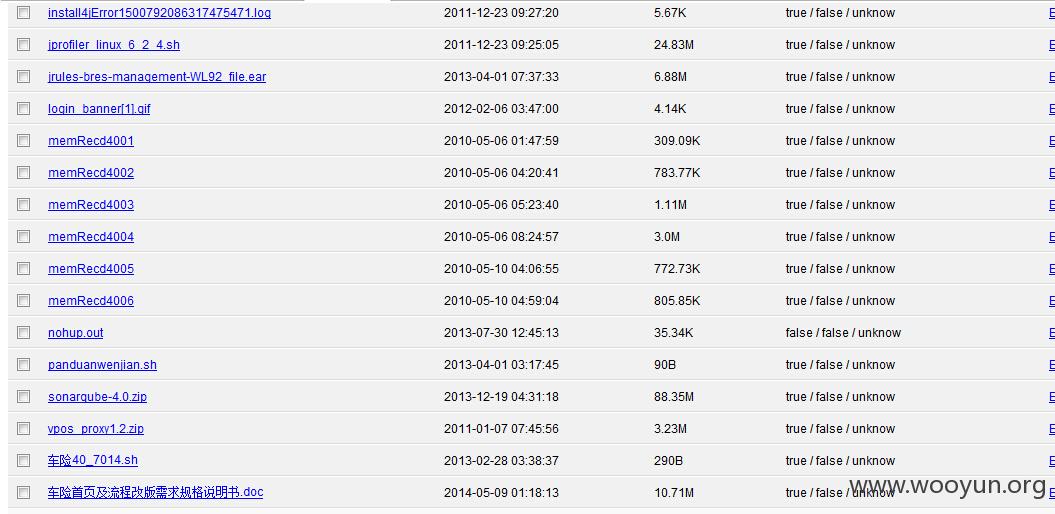 install4jError1500792086317475471.log 2011-12-23 09:27:20 5.67K true / false / unknow E
jprofiler_linux_6_2_4.sh 2011-12-23 09:25:05 24.83M true / false / unknow E
jrules-bres-management-WL92_file.ear 2013-04-01 07:37:33 6.88M true / false / unknow E
login_banner[1].gif 2012-02-06 03:47:00 4.14K true / false / unknow E
memRecd4001 2010-05-06 01:47:59 309.09K true / false / unknow E
memRecd4002 2010-05-06 04:20:41 783.77K true / false / unknow E
memRecd4003 2010-05-06 05:23:40 1.11M true / false / unknow E
memRecd4004 2010-05-06 08:24:57 3.0M true / false / unknow E
memRecd4005 2010-05-10 04:06:55 772.73K true / false / unknow E
memRecd4006 2010-05-10 04:59:04 805.85K true / false / unknow E
nohup.out 2013-07-30 12:45:13 35.34K false / false / unknow E
panduanwenjian.sh 2013-04-01 03:17:45 90B true / false / unknow E
sonarqube-4.0.zip 2013-12-19 04:31:18 88.35M true / false / unknow E
vpos_proxy1.2.zip 2011-01-07 07:45:56 3.23M true / false / unknow E
车险40_7014.sh 2013-02-28 03:38:37 290B true / false / unknow E
车险首页及流程改版需求规格说明书.doc 2014-05-09 01:18:13 10.71M true / false / unknow E
www.wooyun.org